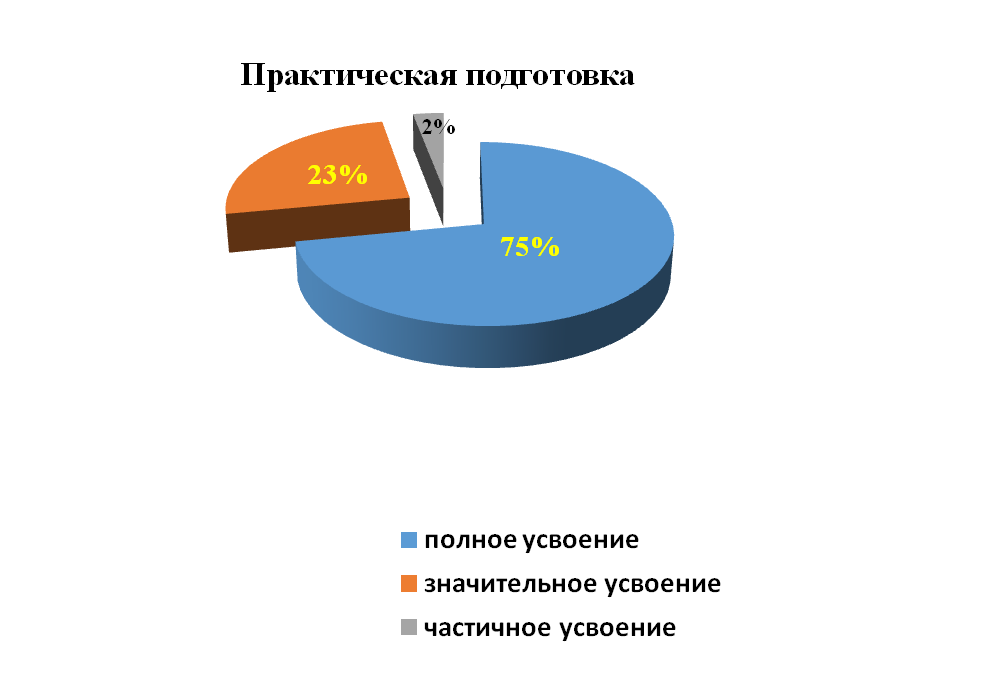 Практическая подготовка
2%
23%
75%
полное усвоение
значительное усвоение
частичное усвоение